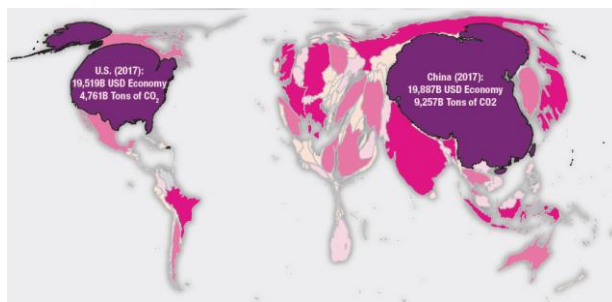 U.S. (2017):
19,519B USD Economy
4,761B Tons of CO2
China (2017):
19,887B USD Economy
9,257B Tons of CO2